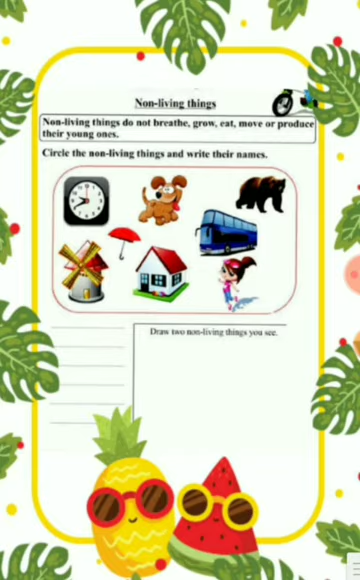 Non-living things
Non-living things do not breathe, grow, eat, move or produce
their young ones.
Circle the non-living things and write their names.
Draw two non-living things you see.